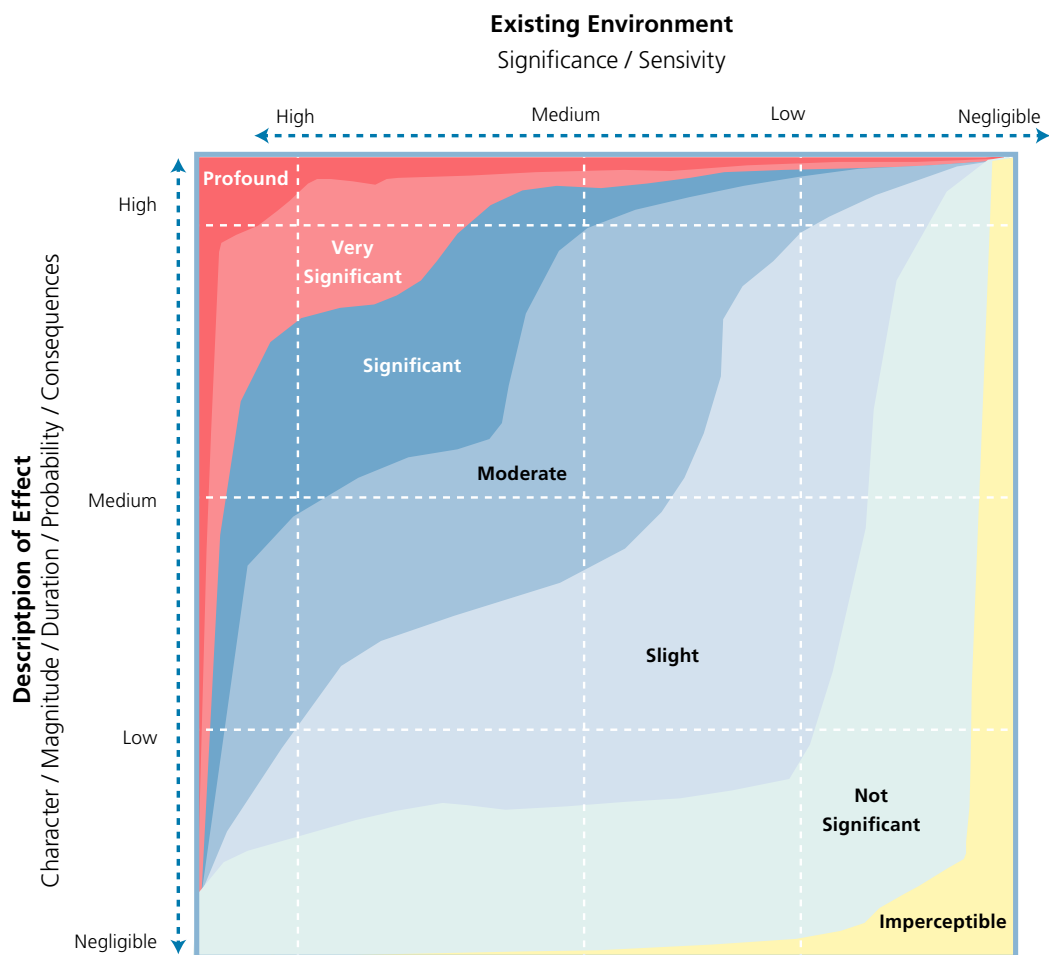 Existing Environment
Significance / Sensivity
High
Medium
Low
Negligible
Descriptpion of Effect
Character / Magnitude / Duration / Probability / Consequences
High
Medium
Low
Negligible
Profound
Very
Significant
Significant
Moderate
Slight
Not
Significant
Imperceptible